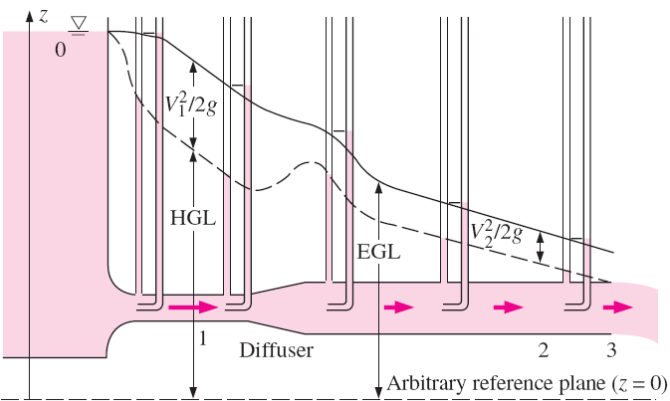 z
0
V₁²/2g
HGL
EGL
V₂²/2g
1
Diffuser
2
3
Arbitrary reference plane (z = 0)